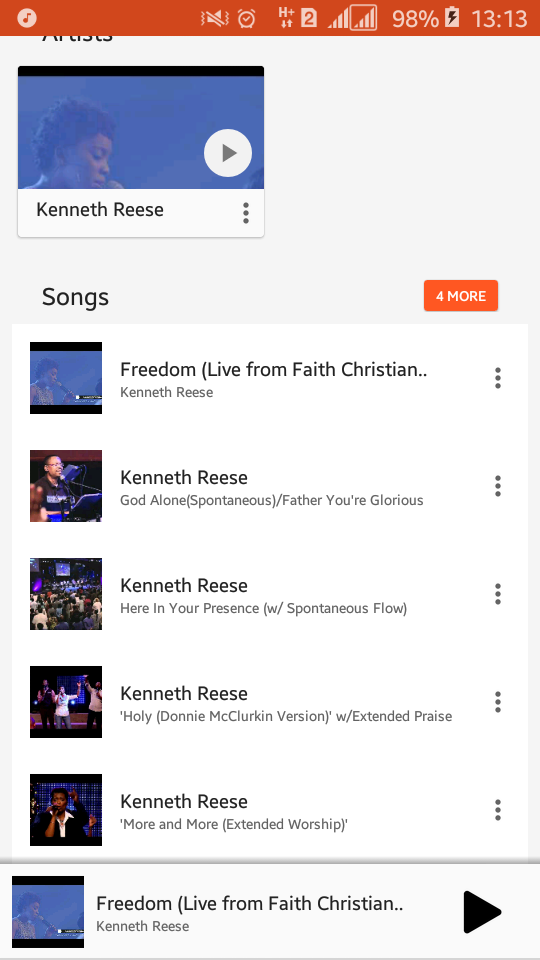 H+ 2 98% 13:13
Artists
Kenneth Reese
Songs
4 MORE
Freedom (Live from Faith Christian..
Kenneth Reese
Kenneth Reese
God Alone(Spontaneous)/Father You're Glorious
Kenneth Reese
Here In Your Presence (w/ Spontaneous Flow)
Kenneth Reese
'Holy (Donnie McClurkin Version)' w/Extended Praise
Kenneth Reese
'More and More (Extended Worship)'
Freedom (Live from Faith Christian..
Kenneth Reese